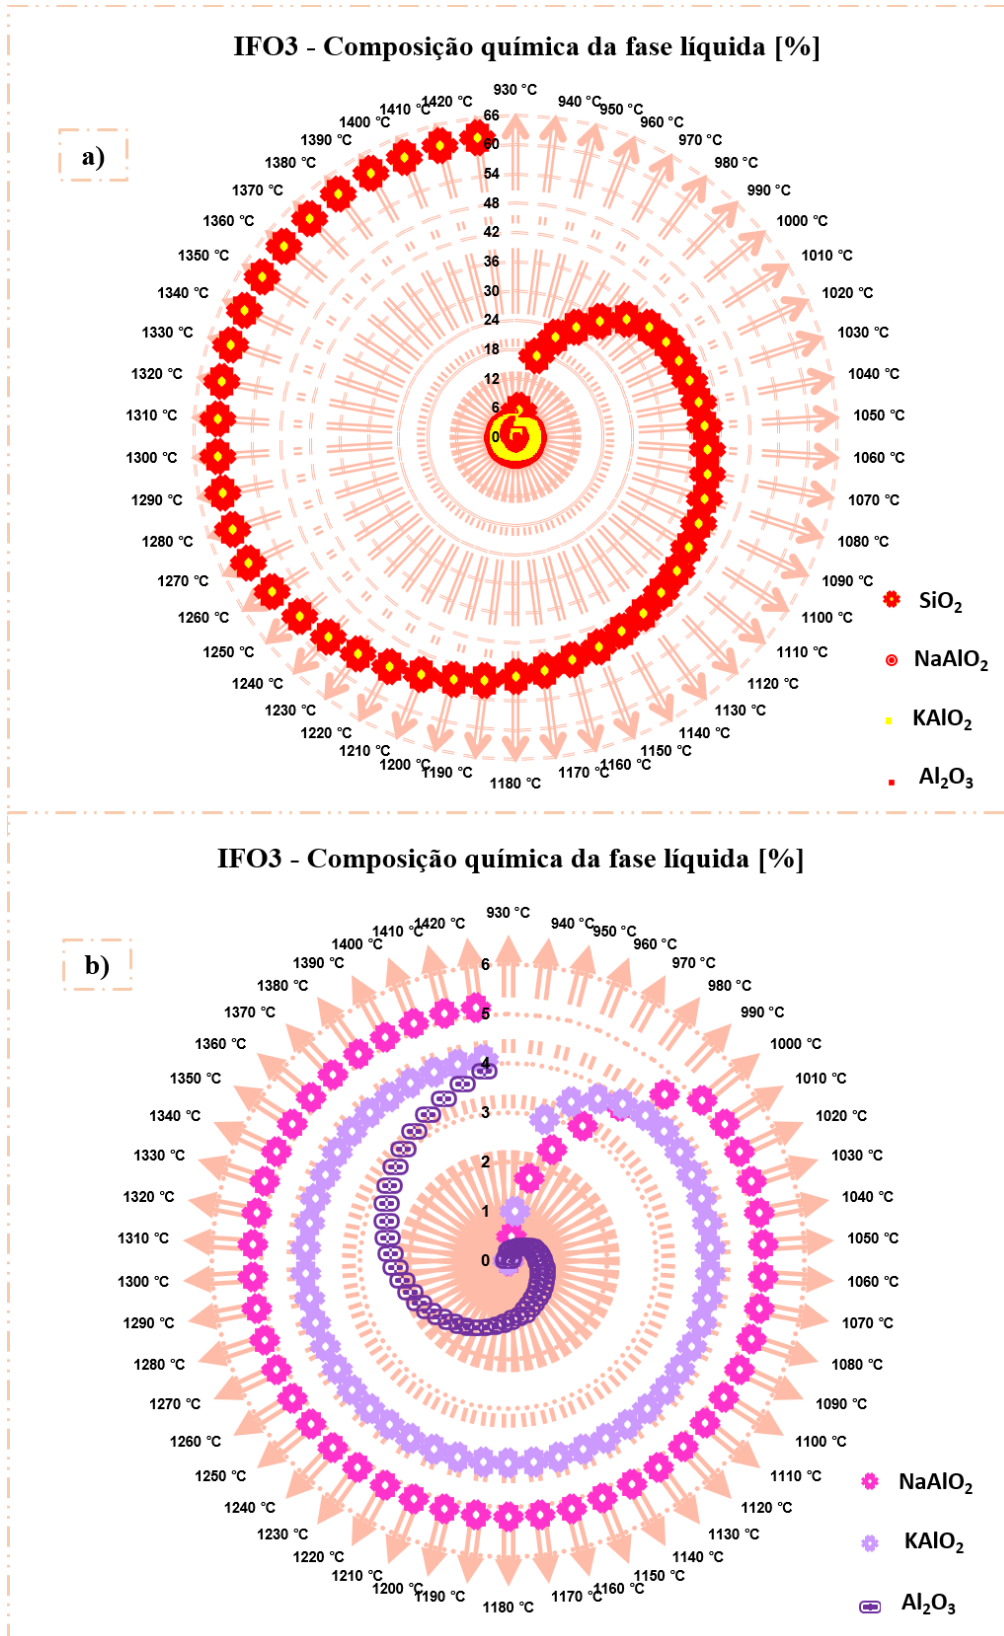 IFO3 - Composição química da fase líquida [%]
a)
930 °C
940 °C
950 °C
960 °C
970 °C
980 °C
990 °C
1000 °C
1010 °C
1020 °C
1030 °C
1040 °C
1050 °C
1060 °C
1070 °C
1080 °C
1090 °C
1100 °C
1110 °C
1120 °C
1130 °C
1140 °C
1150 °C
1160 °C
1170 °C
1180 °C
1190 °C
1200 °C
1210 °C
1220 °C
1230 °C
1240 °C
1250 °C
1260 °C
1270 °C
1280 °C
1290 °C
1300 °C
1310 °C
1320 °C
1330 °C
1340 °C
1350 °C
1360 °C
1370 °C
1380 °C
1390 °C
1400 °C
1410 °C
1420 °C
66
60
54
48
42
36
30
24
18
12
6
0
SiO₂
NaAlO₂
KAlO₂
Al₂O₃
IFO3 - Composição química da fase líquida [%]
b)
930 °C
940 °C
950 °C
960 °C
970 °C
980 °C
990 °C
1000 °C
1010 °C
1020 °C
1030 °C
1040 °C
1050 °C
1060 °C
1070 °C
1080 °C
1090 °C
1100 °C
1110 °C
1120 °C
1130 °C
1140 °C
1150 °C
1160 °C
1170 °C
1180 °C
1190 °C
1200 °C
1210 °C
1220 °C
1230 °C
1240 °C
1250 °C
1260 °C
1270 °C
1280 °C
1290 °C
1300 °C
1310 °C
1320 °C
1330 °C
1340 °C
1350 °C
1360 °C
1370 °C
1380 °C
1390 °C
1400 °C
1410 °C
1420 °C
6
5
4
3
2
1
0
NaAlO₂
KAlO₂
Al₂O₃